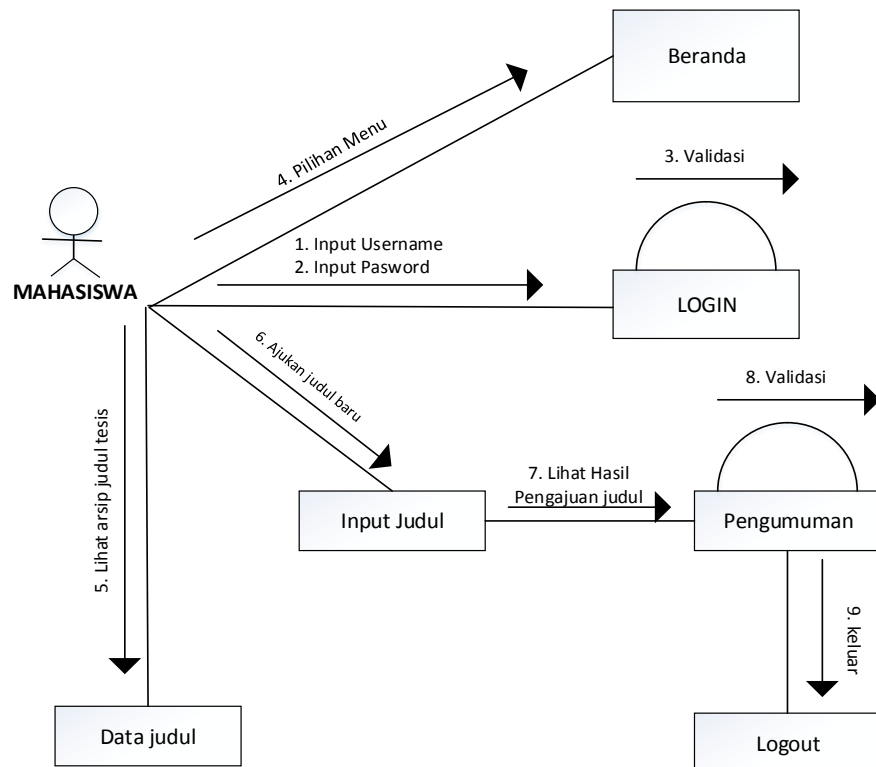 Beranda
4. Pilihan Menu
3. Validasi
1. Input Username
2. Input Pasword
MAHASISWA
LOGIN
6. Ajukan judul baru
8. Validasi
5. Lihat arsip judul tesis
7. Lihat Hasil
Pengajuan judul
Input Judul
Pengumuman
9. keluar
Data judul
Logout